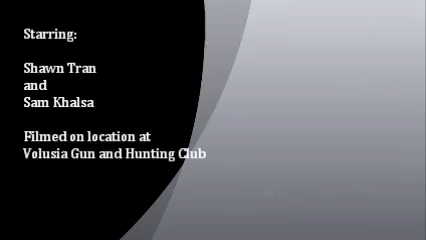 Starring:
Shawn Tran
and
Sam Khalsa
Filmed on location at
Volusia Gun and Hunting Club